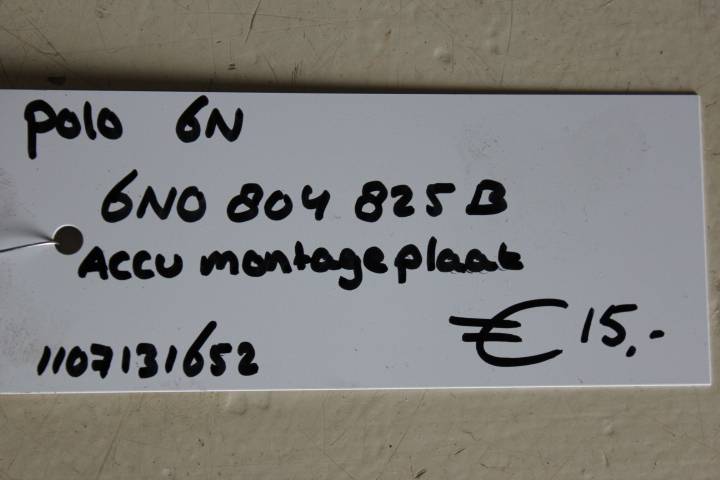 Polo 6N
6N0 804 825 B
Accu montageplaat
1107131652
€ 15,-